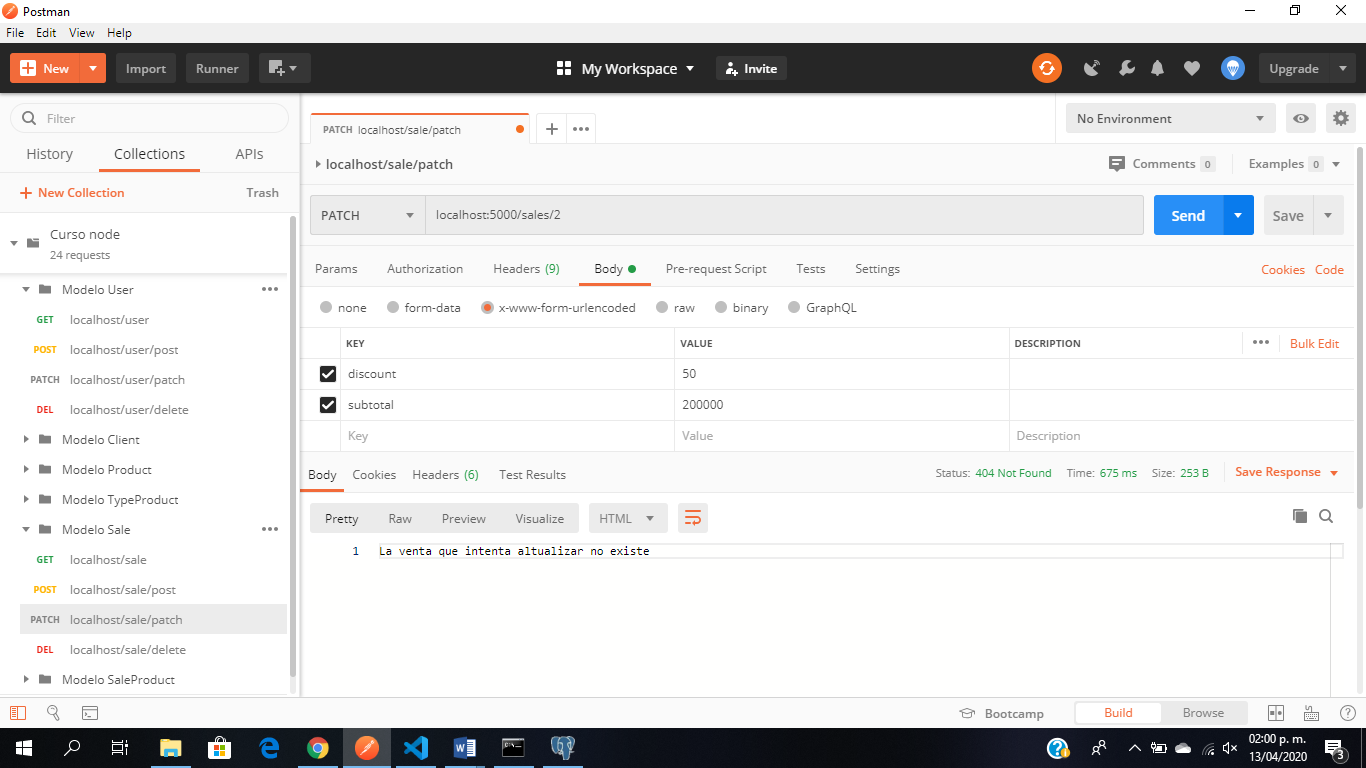 Postman
File Edit View Help
New Import Runner My Workspace Invite Upgrade
Filter
History Collections APIs
New Collection Trash
Curso node
24 requests
Modelo User
GET localhost/user
POST localhost/user/post
PATCH localhost/user/patch
DEL localhost/user/delete
Modelo Client
Modelo Product
Modelo TypeProduct
Modelo Sale
GET localhost/sale
POST localhost/sale/post
PATCH localhost/sale/patch
DEL localhost/sale/delete
Modelo SaleProduct
PATCH localhost/sale/patch
No Environment
localhost/sale/patch
Comments 0 Examples 0
PATCH localhost:5000/sales/2 Send Save
Params Authorization Headers (9) Body Pre-request Script Tests Settings Cookies Code
none form-data x-www-form-urlencoded raw binary GraphQL
KEY VALUE DESCRIPTION Bulk Edit
discount 50
subtotal 200000
Key Value Description
Body Cookies Headers (6) Test Results Status: 404 Not Found Time: 675 ms Size: 253 B Save Response
Pretty Raw Preview Visualize HTML
1 La venta que intenta altualizar no existe
Bootcamp Build Browse
02:00 p. m.
13/04/2020
3